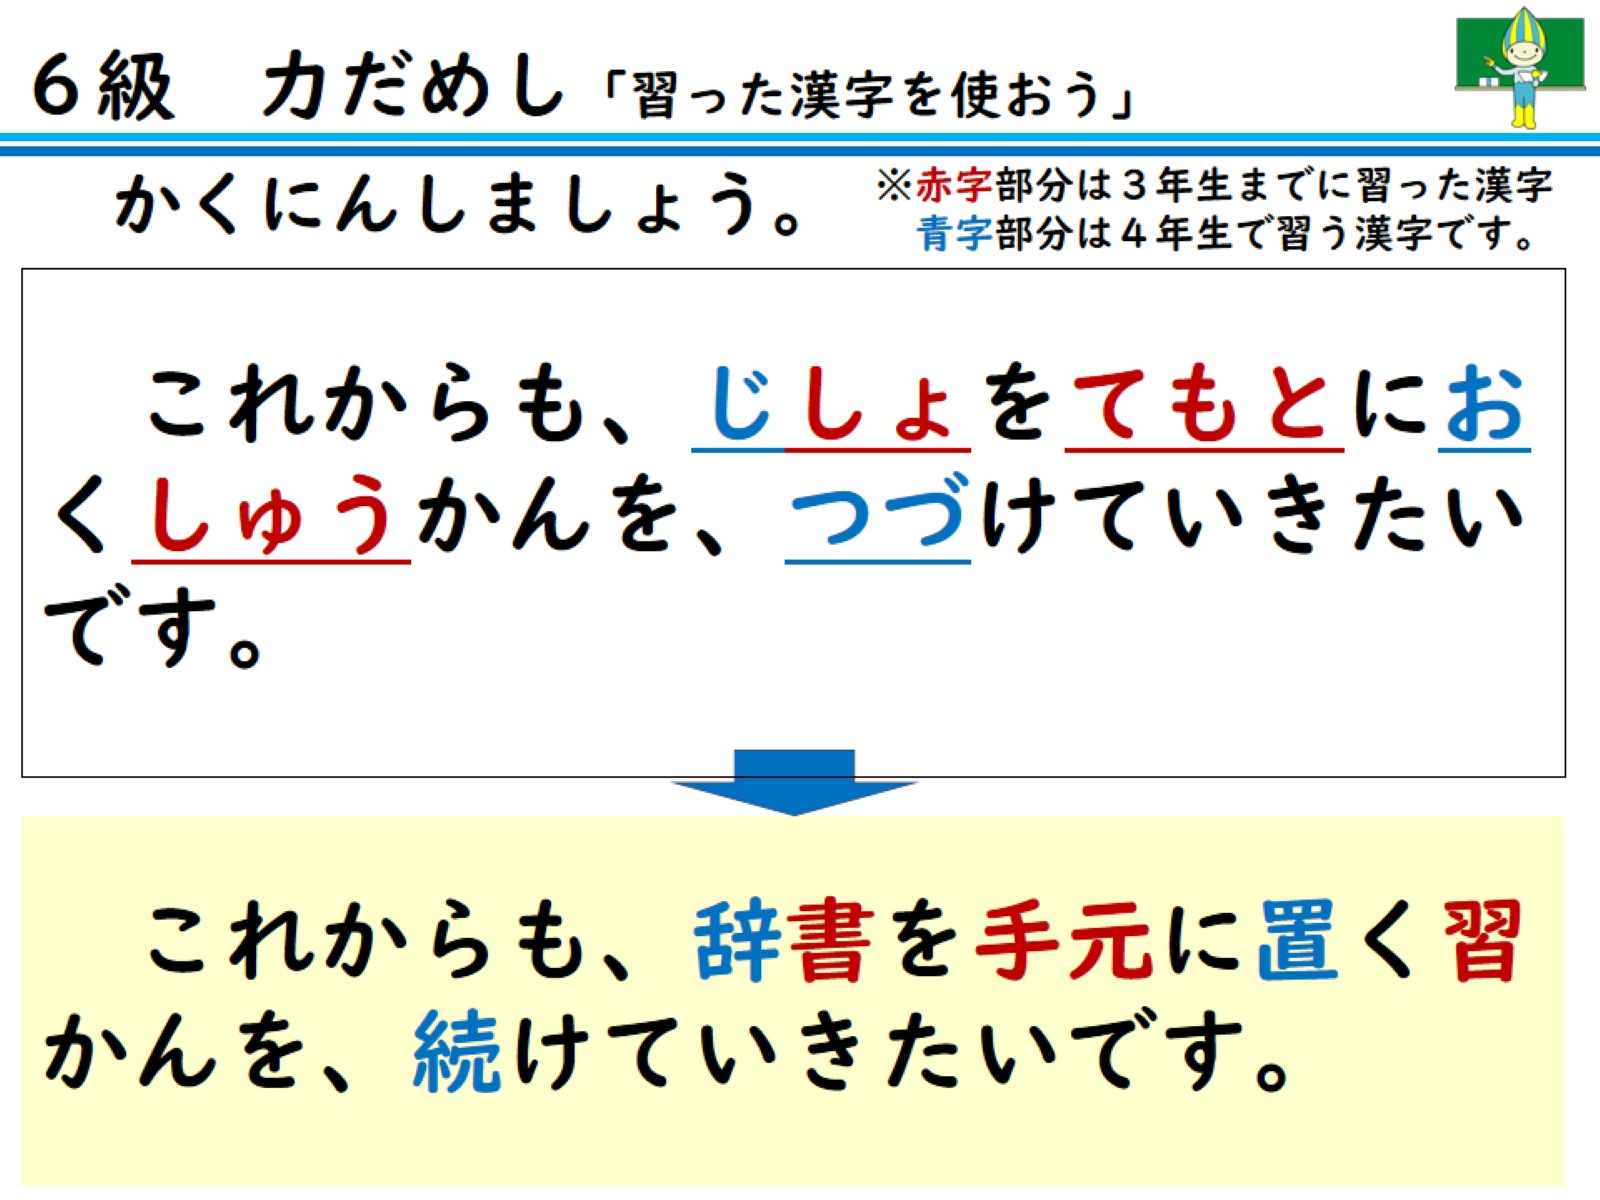 ６級　力だめし「習った漢字を使おう」
かくにんしましょう。
※赤字部分は３年生までに習った漢字
青字部分は４年生で習う漢字です。
これからも、じしょをてもとにお
くしゅうかんを、つづけていきたい
です。
これからも、辞書を手元に置く習
かんを、続けていきたいです。